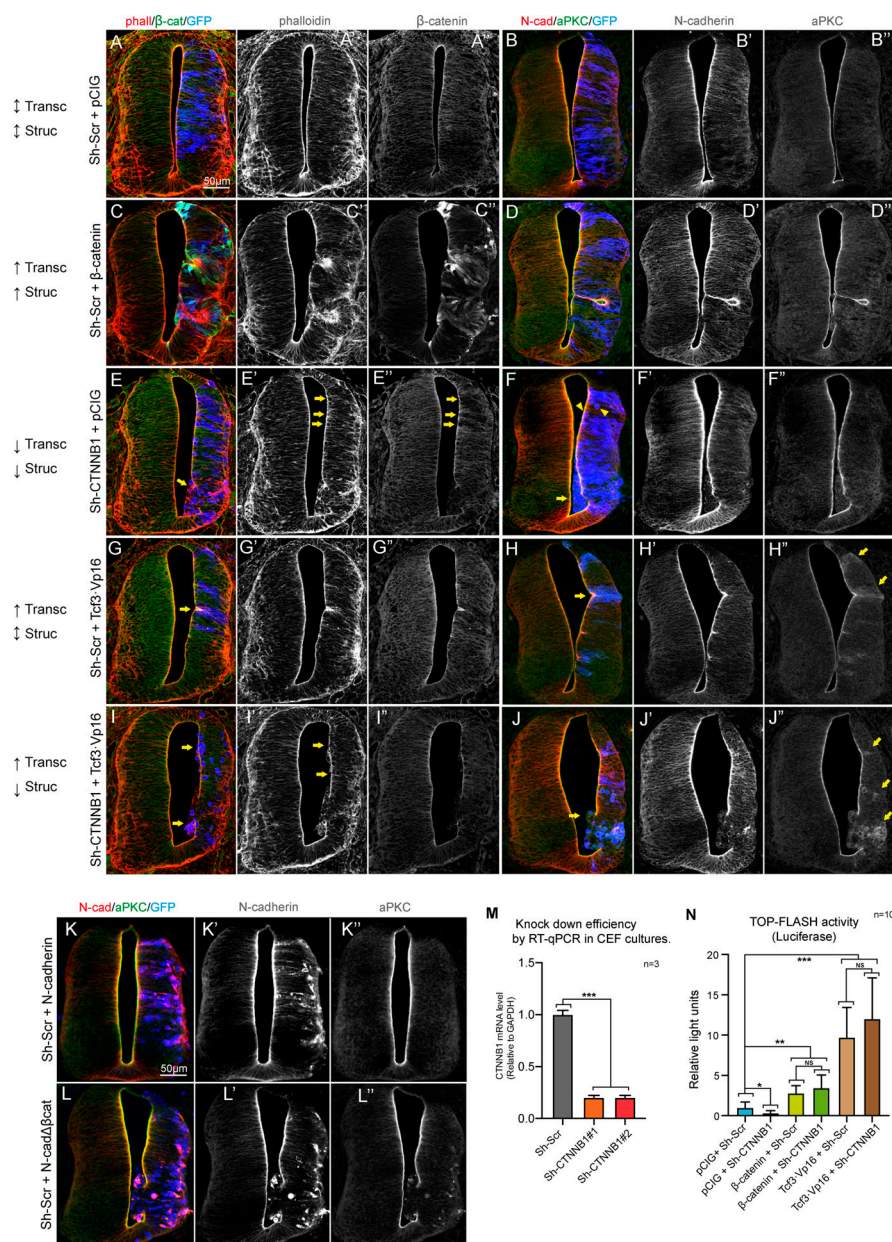 phall/β-cat/GFP phalloidin β-catenin N-cad/aPKC/GFP N-cadherin aPKC
A A' A'' B B' B''
↕ Transc
↕ Struc
Sh-Scr + pCIG
50µm
C C' C'' D D' D''
↑ Transc
↑ Struc
Sh-Scr + β-catenin
E E' E'' F F' F''
↓ Transc
↓ Struc
Sh-CTNNB1 + pCIG
G G' G'' H H' H''
↑ Transc
↕ Struc
Sh-Scr + Tcf3·Vp16
I I' I'' J J' J''
↑ Transc
↓ Struc
Sh-CTNNB1 + Tcf3·Vp16
N-cad/aPKC/GFP N-cadherin aPKC
K K' K''
Sh-Scr + N-cadherin
50µm
L L' L''
Sh-Scr + N-cadΔβcat
M
Knock down efficiency
by RT-qPCR in CEF cultures.
n=3
CTNNB1 mRNA level
(Relative to GAPDH)
1.5
1.0
0.5
0.0
***
Sh-Scr
Sh-CTNNB1#1
Sh-CTNNB1#2
N
n=10
TOP-FLASH activity
(Luciferase)
Relative light units
20
15
10
5
0
***
NS
**
NS
*
pCIG+ Sh-Scr
pCIG + Sh-CTNNB1
β-catenin + Sh-Scr
β-catenin + Sh-CTNNB1
Tcf3·Vp16 + Sh-Scr
Tcf3·Vp16 + Sh-CTNNB1